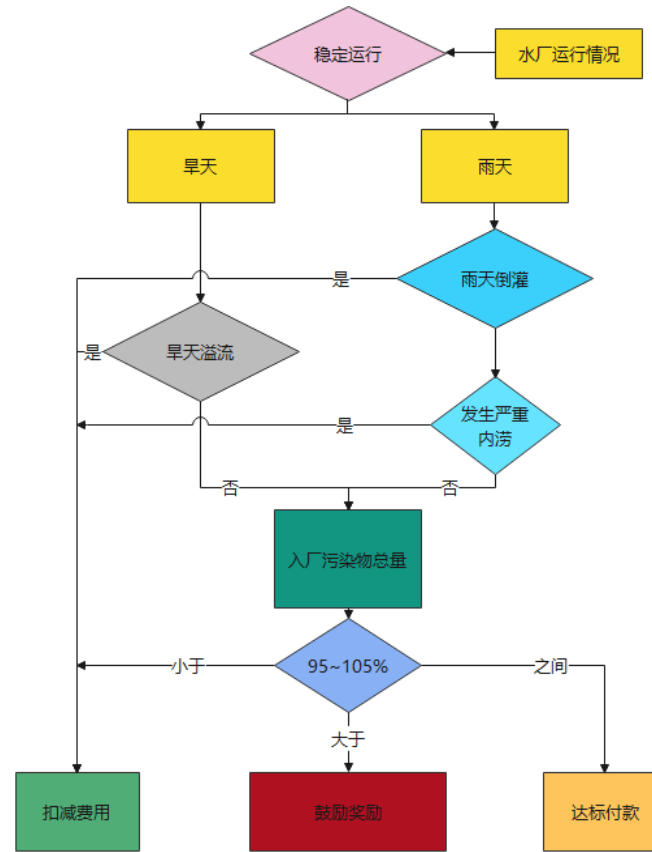 稳定运行
水厂运行情况
旱天
雨天
雨天倒灌
是
旱天溢流
是
发生严重
内涝
是
否
否
入厂污染物总量
95~105%
小于
之间
大于
扣减费用
鼓励奖励
达标付款